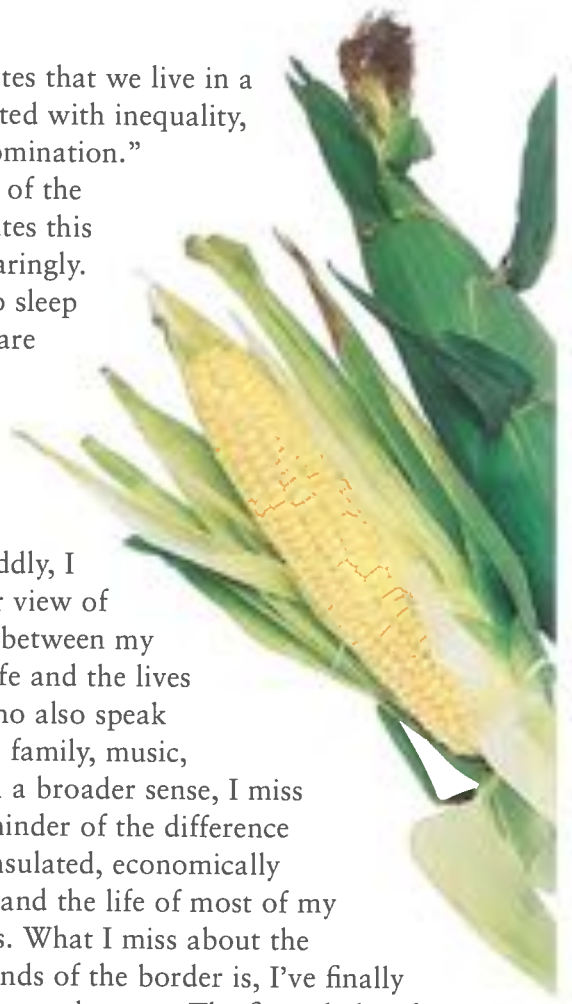 tes that we live in a
ted with inequality,
omination.”
of the
tes this
aringly.
o sleep
are
ddly, I
r view of
between my
fe and the lives
ho also speak
family, music,
a broader sense, I miss
inder of the difference
nsulated, economically
and the life of most of my
s. What I miss about the
nds of the border is, I’ve finally